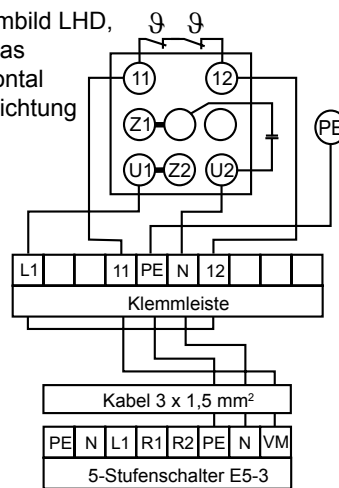 mbild LHD,
as
ontal
ichtung
ϑ ϑ
11 12
Z1
PE
U1 Z2 U2
L1 11 PE N 12
Klemmleiste
Kabel 3 x 1,5 mm²
PE N L1 R1 R2 PE N VM
5-Stufenschalter E5-3